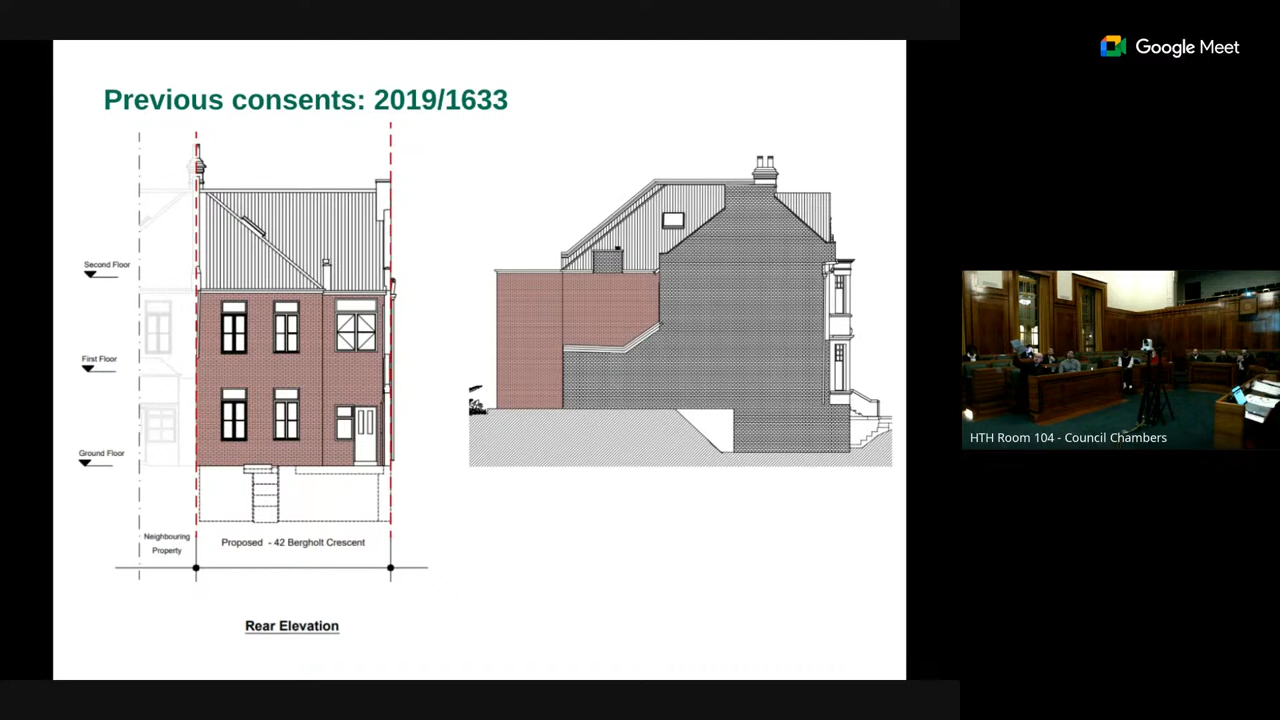 Google Meet
Previous consents: 2019/1633
Second Floor
First Floor
Ground Floor
Neighbouring
Property
Proposed - 42 Bergholt Crescent
Rear Elevation
HTH Room 104 - Council Chambers